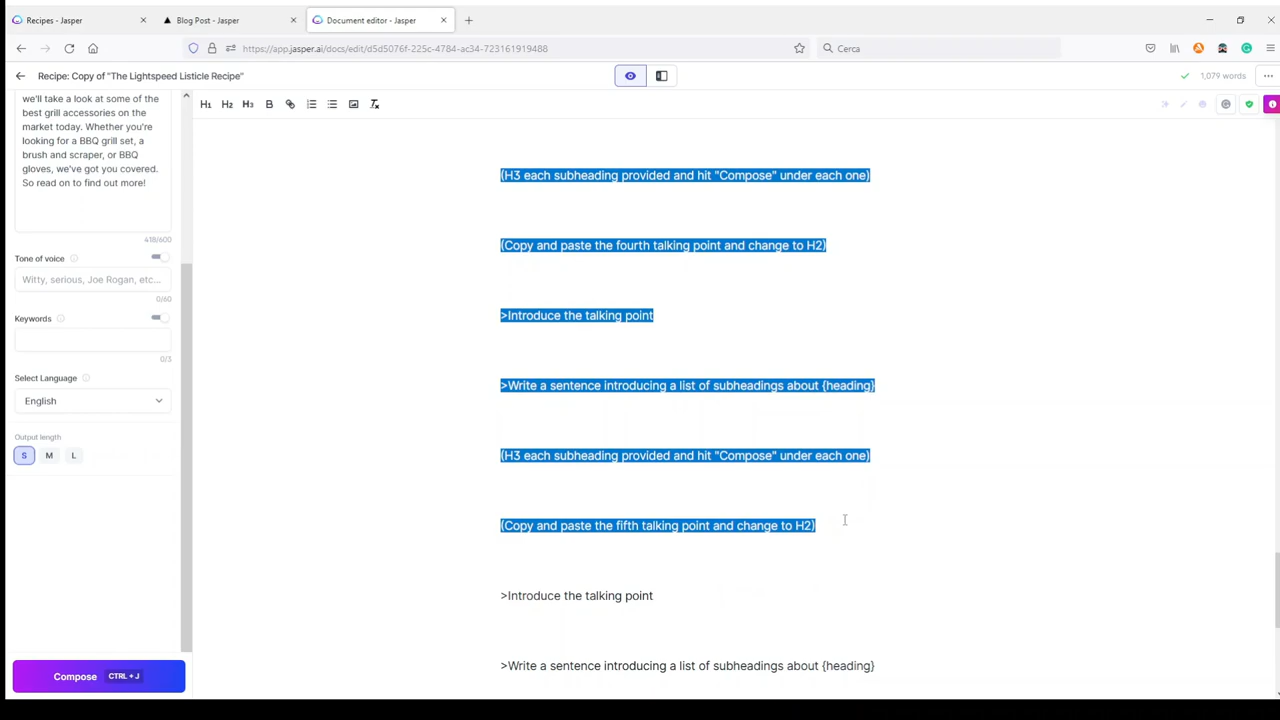 Recipes - Jasper
Blog Post - Jasper
Document editor - Jasper
https://app.jasper.ai/docs/edit/d5d5076f-225c-4784-ac34-723161919488
Cerca
Recipe: Copy of "The Lightspeed Listicle Recipe"
1,079 words
H1 H2 H3 B
we'll take a look at some of the
best grill accessories on the
market today. Whether you're
looking for a BBQ grill set, a
brush and scraper, or BBQ
gloves, we've got you covered.
So read on to find out more!
418/600
Tone of voice
Witty, serious, Joe Rogan, etc...
0/60
Keywords
0/3
Select Language
English
Output length
S M L
Compose CTRL + J
(H3 each subheading provided and hit "Compose" under each one)
(Copy and paste the fourth talking point and change to H2)
>Introduce the talking point
>Write a sentence introducing a list of subheadings about {heading}
(H3 each subheading provided and hit "Compose" under each one)
(Copy and paste the fifth talking point and change to H2)
>Introduce the talking point
>Write a sentence introducing a list of subheadings about {heading}